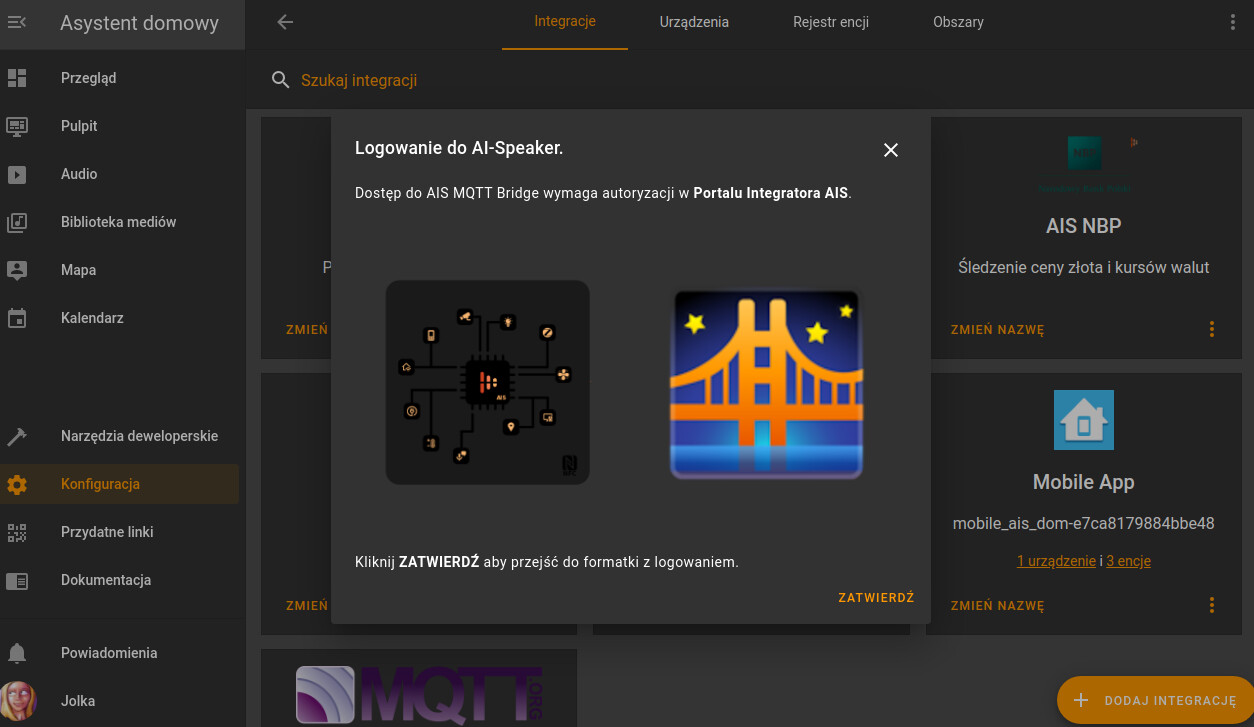 Asystent domowy
Integracje
Urządzenia
Rejestr encji
Obszary
Przegląd
Pulpit
Audio
Biblioteka mediów
Mapa
Kalendarz
Narzędzia deweloperskie
Konfiguracja
Przydatne linki
Dokumentacja
Powiadomienia
Jolka
Szukaj integracji
Logowanie do AI-Speaker.
Dostęp do AIS MQTT Bridge wymaga autoryzacji w Portalu Integratora AIS.
AIS
Kliknij ZATWIERDŹ aby przejść do formatki z logowaniem.
ZATWIERDŹ
P
ZMIEŃ
NBP
AIS NBP
Śledzenie ceny złota i kursów walut
ZMIEŃ NAZWĘ
ZMIEŃ
Mobile App
mobile_ais_dom-e7ca8179884bbe48
1 urządzenie i 3 encje
ZMIEŃ NAZWĘ
MQTT.ORG
DODAJ INTEGRACJĘ